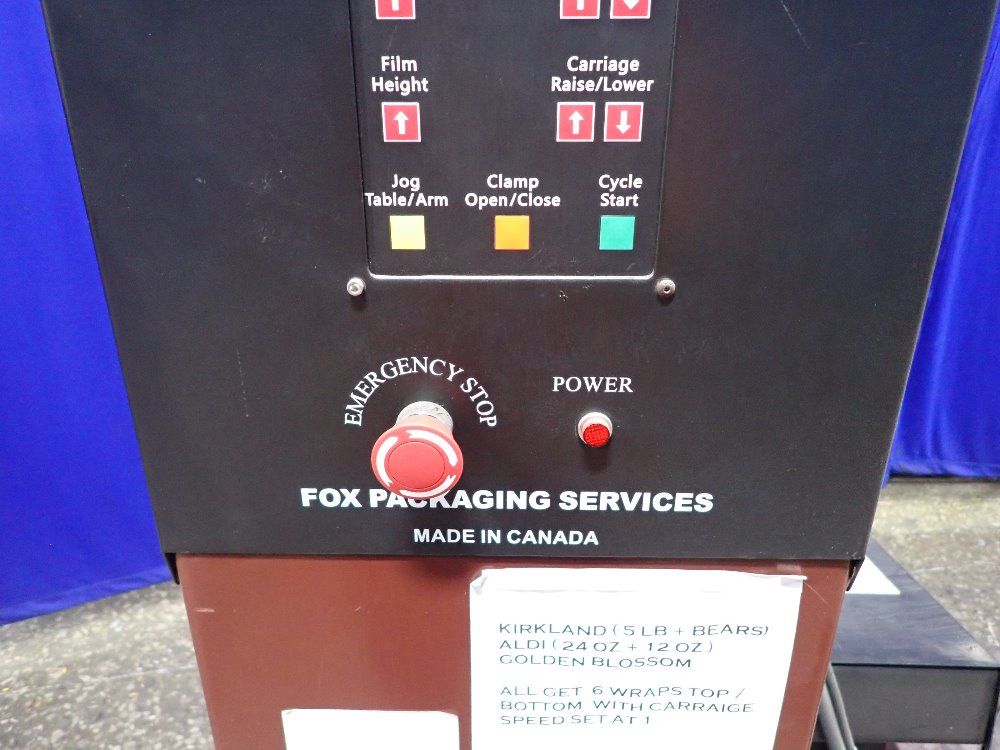 Film
Height
Carriage
Raise/Lower
Jog
Table/Arm
Clamp
Open/Close
Cycle
Start
EMERGENCY STOP
POWER
FOX PACKAGING SERVICES
MADE IN CANADA
KIRKLAND (5 LB + BEARS)
ALDI (24 OZ + 12 OZ)
GOLDEN BLOSSOM
ALL GET 6 WRAPS TOP /
BOTTOM WITH CARRAIGE
SPEED SET AT 1